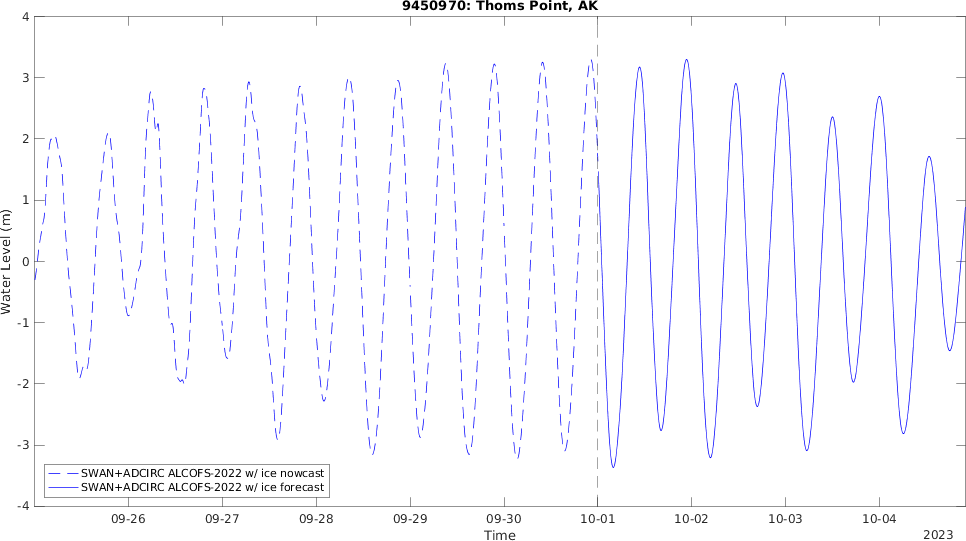 9450970: Thoms Point, AK
4
3
2
1
0
-1
-2
-3
-4
Water Level (m)
SWAN+ADCIRC ALCOFS-2022 w/ ice nowcast
SWAN+ADCIRC ALCOFS-2022 w/ ice forecast
09-26 09-27 09-28 09-29 09-30 10-01 10-02 10-03 10-04
Time
2023